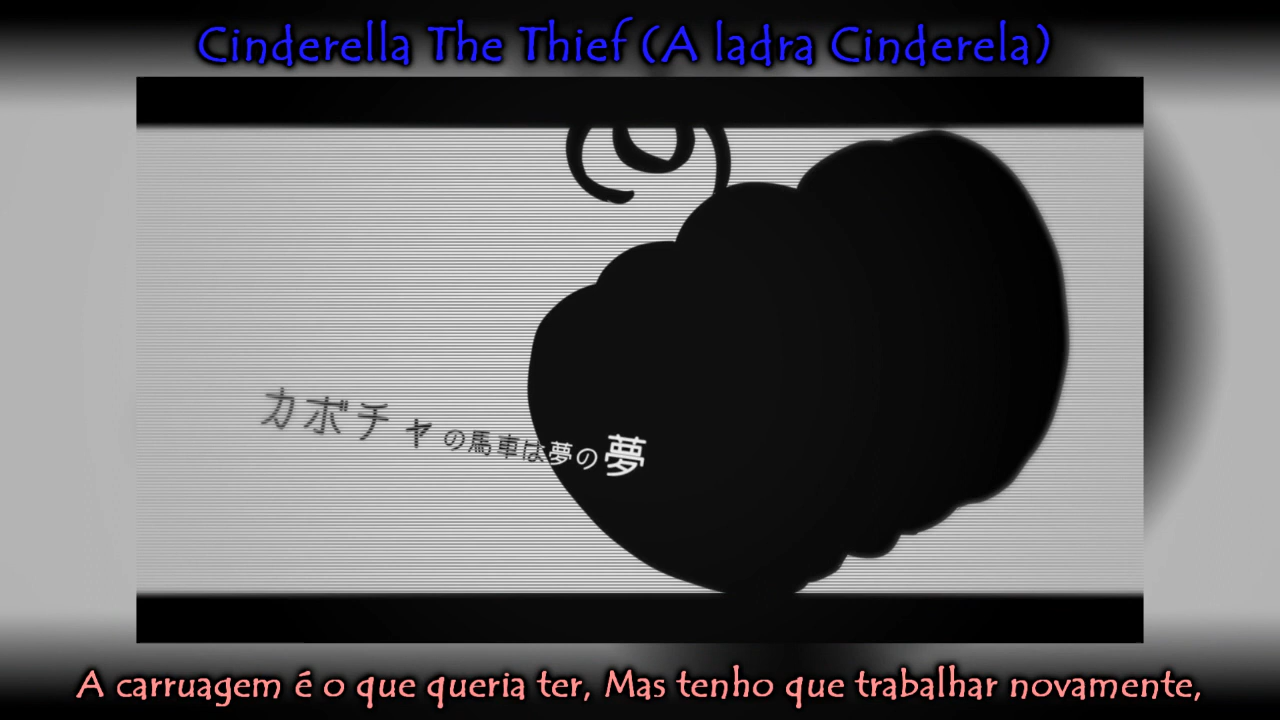 Cinderella The Thief (A ladra Cinderela)
カボチャの馬車は夢の夢
A carruagem é o que queria ter, Mas tenho que trabalhar novamente,